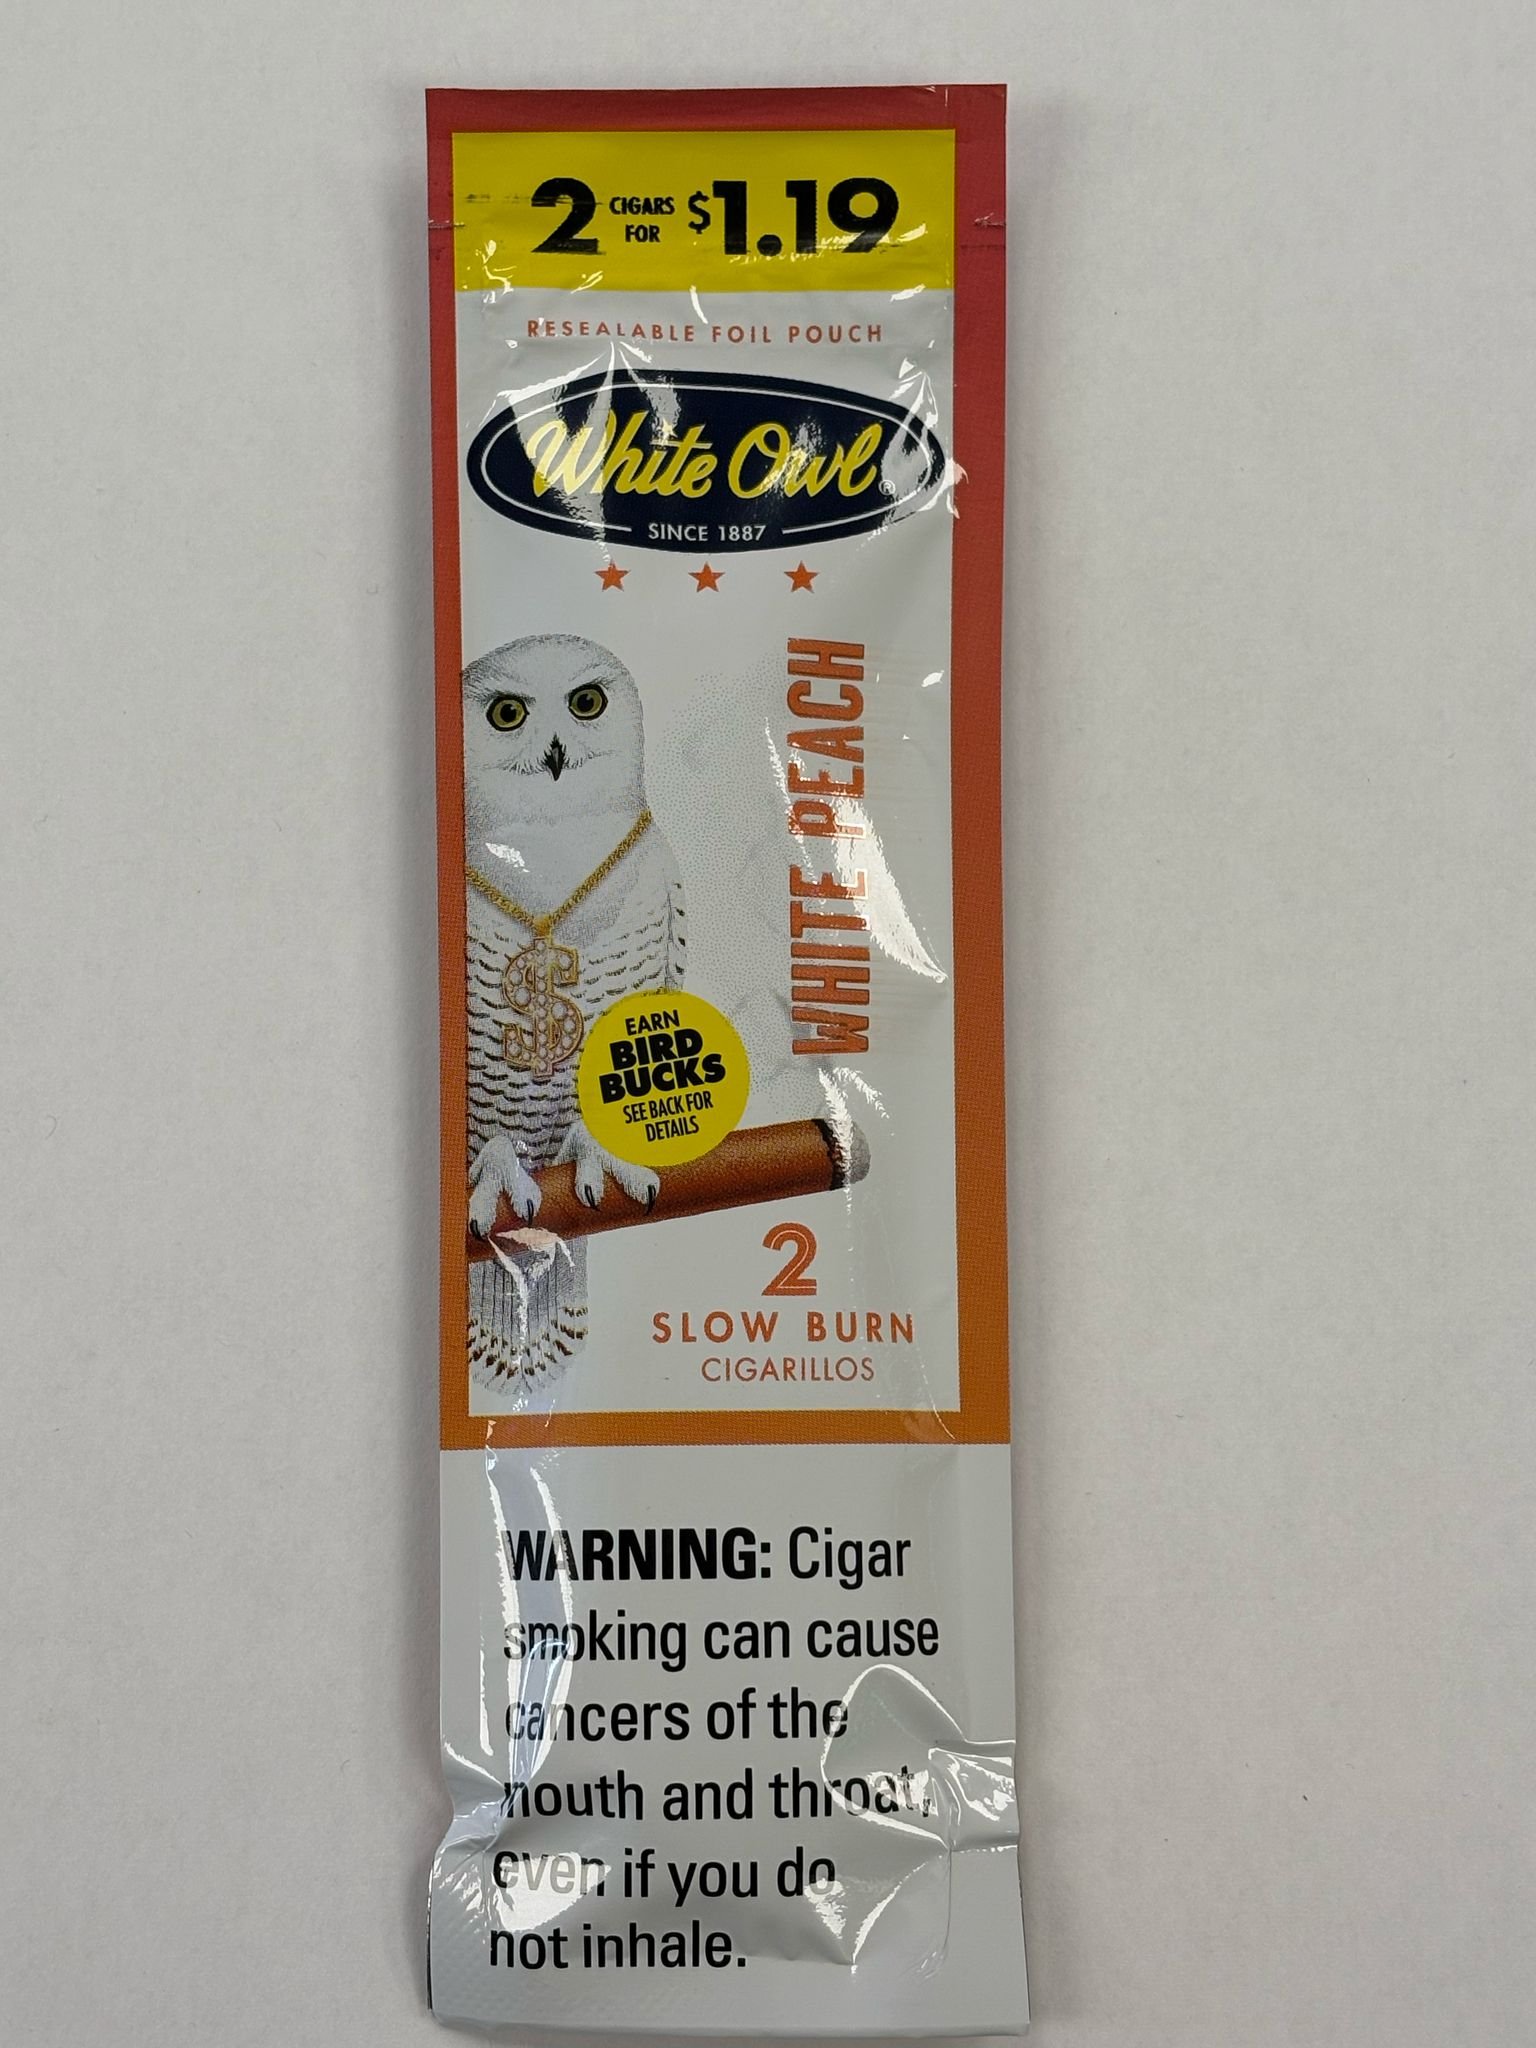 2 CIGARS FOR $1.19
RESEALABLE FOIL POUCH
White Owl®
SINCE 1887
WHITE PEACH
EARN
BIRD
BUCKS
SEE BACK FOR
DETAILS
2
SLOW BURN
CIGARILLOS
WARNING: Cigar
smoking can cause
cancers of the
mouth and throat,
even if you do
not inhale.